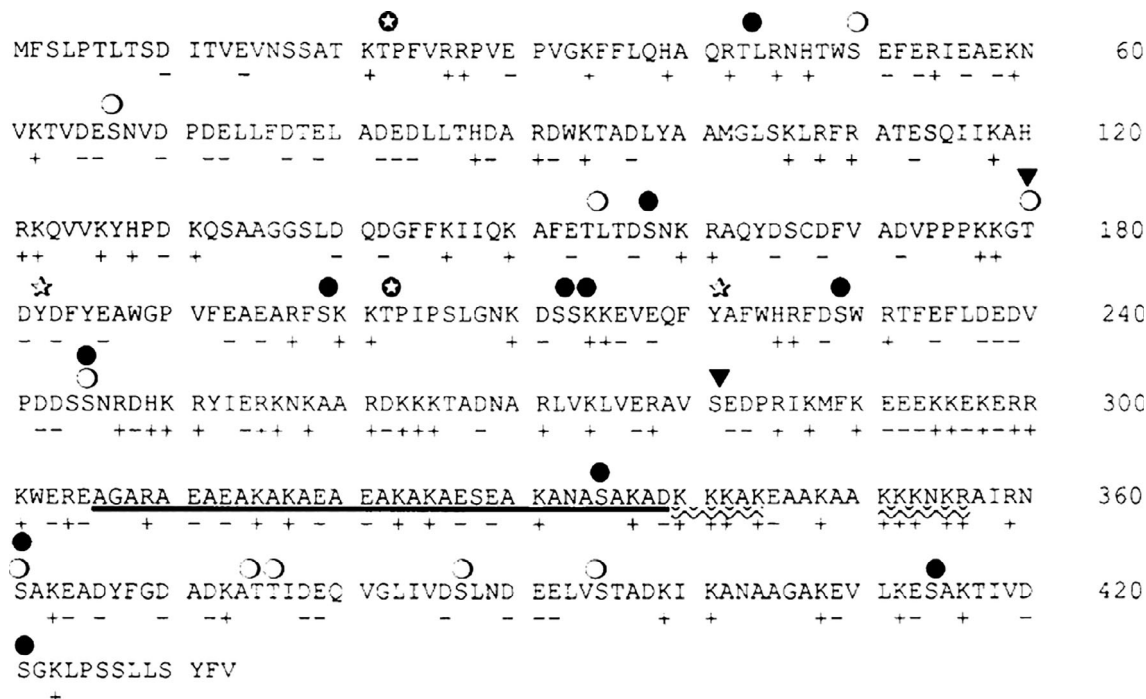 MFSLPTLTSD ITVEVNSSAT KTPFVRRPVE PVGKFFLQHA QRTLRNHTWS EFERIEAEKN 60
- - + ++ - + + + + + - - + - - + 
VKTVDESNVD PDELLFDTEL ADEDLLTHDA RDWKTADLYA AMGLSKLRFR ATESQIIKAH 120
+ -- - -- - - --- +- +- + - + + + - +
RKQVVKYHPD KQSAAGGSLD QDGFFKIIQK AFETLTDSNK RAQYDSCDFV ADVPPPKKGT 180
++ + + - + - - + + - - + + - - - ++
DYDFYEAWGP VFEAEARFSK KTPIPSLGNK DSSKKEVEQF YAFWHRFDSW RTFEFLDEDV 240
- - - - - + + + + - ++ - - ++ - + - - - - 
PDDSSNRDHK RYIERKNKAA RDKKKTADNA RLVKLVERAV SEDPRIKMFK EEEKKEKERR 300
-- +-++ + -++ + +-+++ - + + -+ -- + + + ---++-+-++
KWEREAGARA EAEAKAKAEA EAKAKAESEA KANASAKADK KKAKEAAKAA KKKNKRAIRN 360
+ -+- + - - + + - - + + - - + + -+ ++ +- + +++ ++ +
SAKEADYFGD ADKATTIDEQ VGLIVDSLND EELVSTADKI KANAAGAKEV LKESAKTIVD 420
+- - - -+ -- - - -- -+ + +- +- + -
SGKLPSSLLS YFV
+